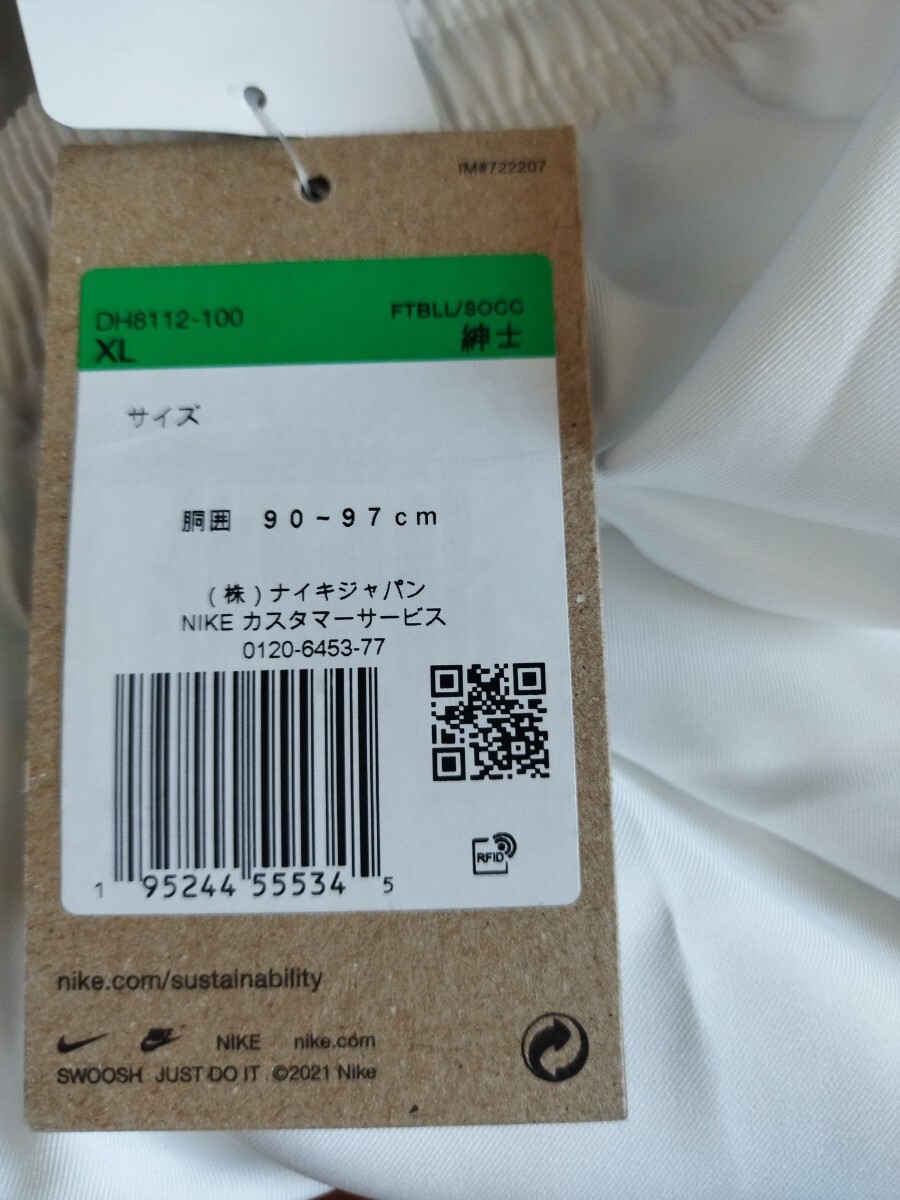 IM#722207
DH8112-100 FTBLL/SOCC
XL 紳士
サイズ
胴囲 90~97cm
(株)ナイキジャパン
NIKE カスタマーサービス
0120-6453-77
1 95244 55534 5
RFID
nike.com/sustainability
NIKE nike.com
SWOOSH JUST DO IT ©2021 Nike